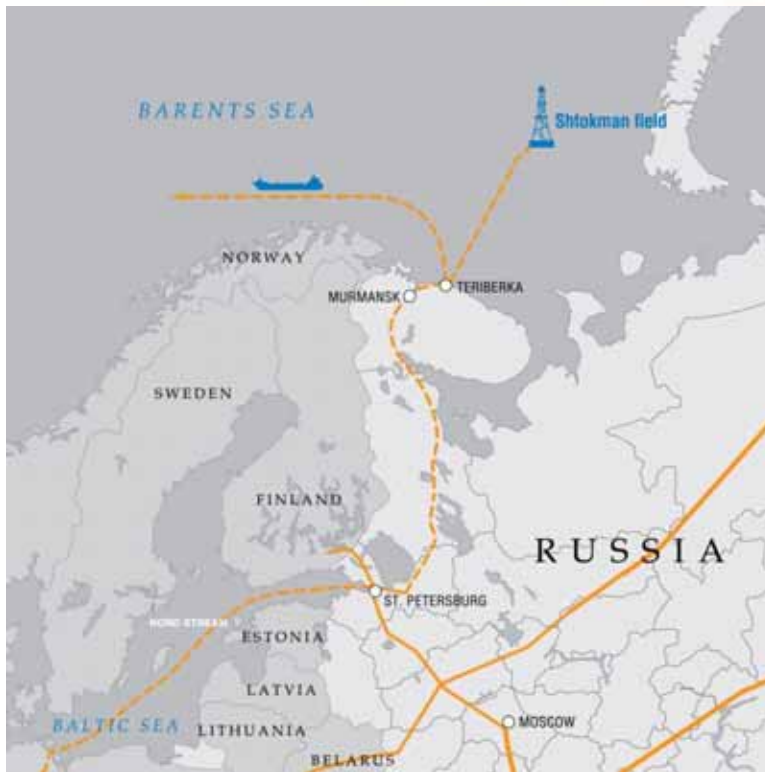 BARENTS SEA
Shtokman field
NORWAY
TERIBERKA
MURMANSK
SWEDEN
FINLAND
RUSSIA
ST. PETERSBURG
NORD STREAM
ESTONIA
LATVIA
BALTIC SEA
LITHUANIA
MOSCOW
BELARUS